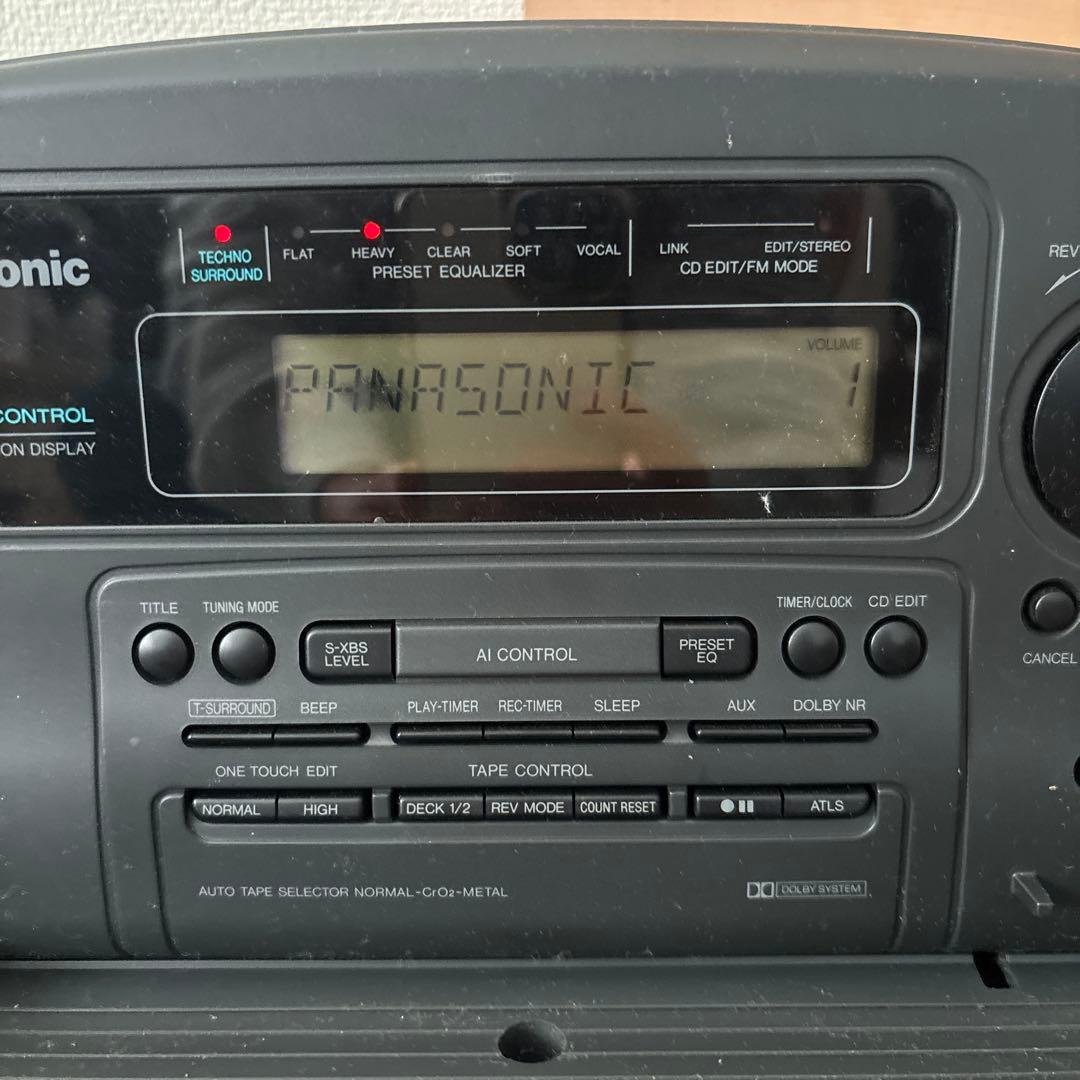 sonic
TECHNO
SURROUND
FLAT
HEAVY
CLEAR
SOFT
VOCAL
PRESET EQUALIZER
LINK
EDIT/STEREO
CD EDIT/FM MODE
REV
CONTROL
ON DISPLAY
VOLUME
PANASONIC 1
TITLE
TUNING MODE
S-XBS
LEVEL
AI CONTROL
PRESET
EQ
TIMER/CLOCK
CD EDIT
CANCEL
T-SURROUND
BEEP
PLAY-TIMER
REC-TIMER
SLEEP
AUX
DOLBY NR
ONE TOUCH EDIT
TAPE CONTROL
NORMAL
HIGH
DECK 1/2
REV MODE
COUNT RESET
ATLS
AUTO TAPE SELECTOR NORMAL-CrO2-METAL
DOLBY SYSTEM